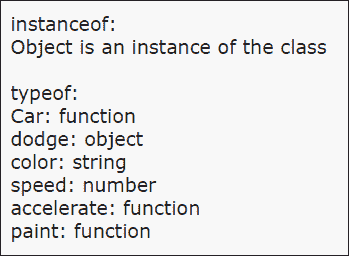 instanceof:
Object is an instance of the class
typeof:
Car: function
dodge: object
color: string
speed: number
accelerate: function
paint: function